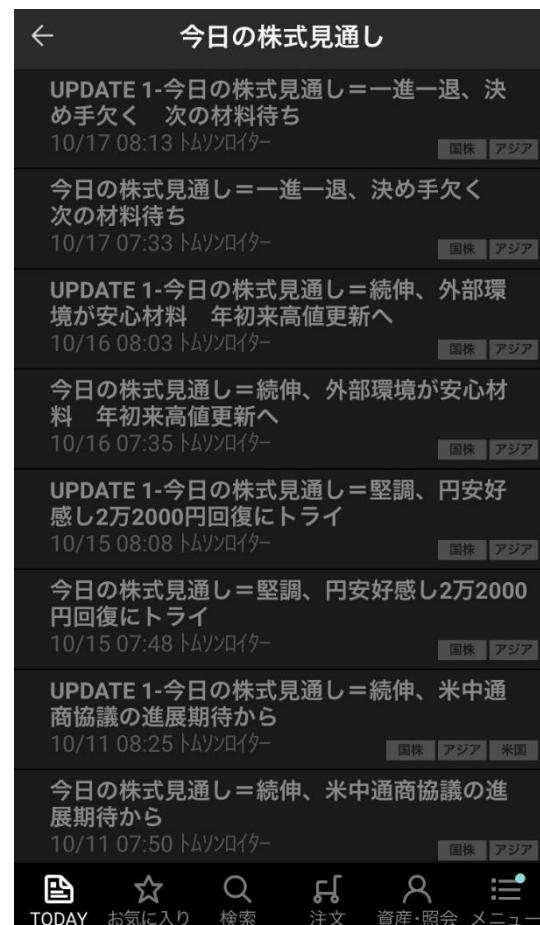 今日の株式見通し
UPDATE 1-今日の株式見通し＝一進一退、決
め手欠く　次の材料待ち
10/17 08:13 ﾄﾑｿﾝﾛｲﾀｰ
国株 アジア
今日の株式見通し＝一進一退、決め手欠く
次の材料待ち
10/17 07:33 ﾄﾑｿﾝﾛｲﾀｰ
国株 アジア
UPDATE 1-今日の株式見通し＝続伸、外部環
境が安心材料　年初来高値更新へ
10/16 08:03 ﾄﾑｿﾝﾛｲﾀｰ
国株 アジア
今日の株式見通し＝続伸、外部環境が安心材
料　年初来高値更新へ
10/16 07:35 ﾄﾑｿﾝﾛｲﾀｰ
国株 アジア
UPDATE 1-今日の株式見通し＝堅調、円安好
感し2万2000円回復にトライ
10/15 08:08 ﾄﾑｿﾝﾛｲﾀｰ
国株 アジア
今日の株式見通し＝堅調、円安好感し2万2000
円回復にトライ
10/15 07:48 ﾄﾑｿﾝﾛｲﾀｰ
国株 アジア
UPDATE 1-今日の株式見通し＝続伸、米中通
商協議の進展期待から
10/11 08:25 ﾄﾑｿﾝﾛｲﾀｰ
国株 アジア 米国
今日の株式見通し＝続伸、米中通商協議の進
展期待から
10/11 07:50 ﾄﾑｿﾝﾛｲﾀｰ
国株 アジア
TODAY お気に入り 検索 注文 資産・照会 メニュー